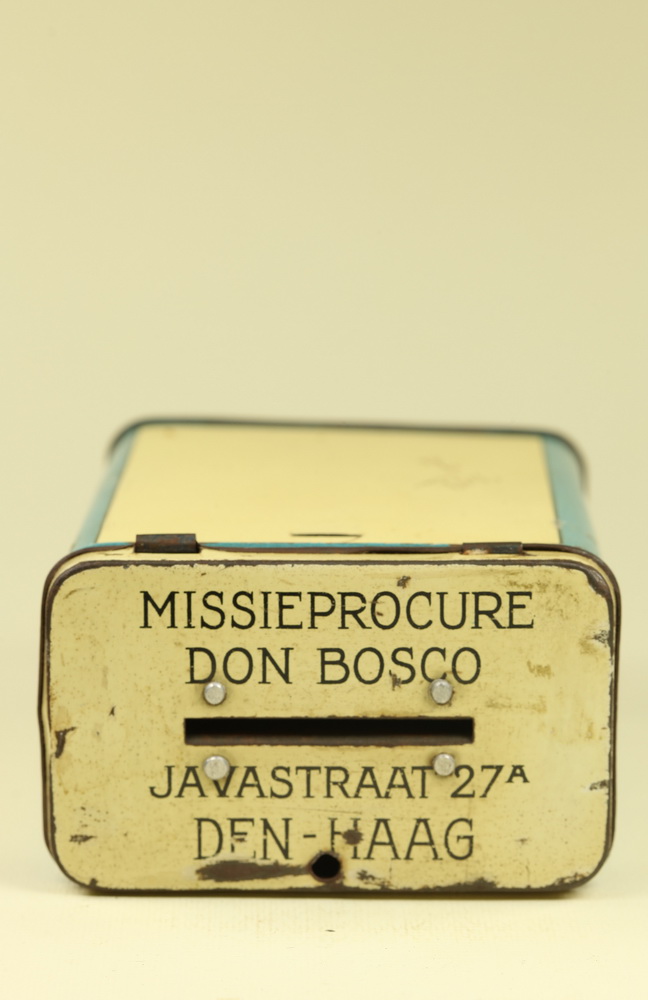 MISSIEPROCURE
DON BOSCO
JAVASTRAAT 27A
DEN-HAAG